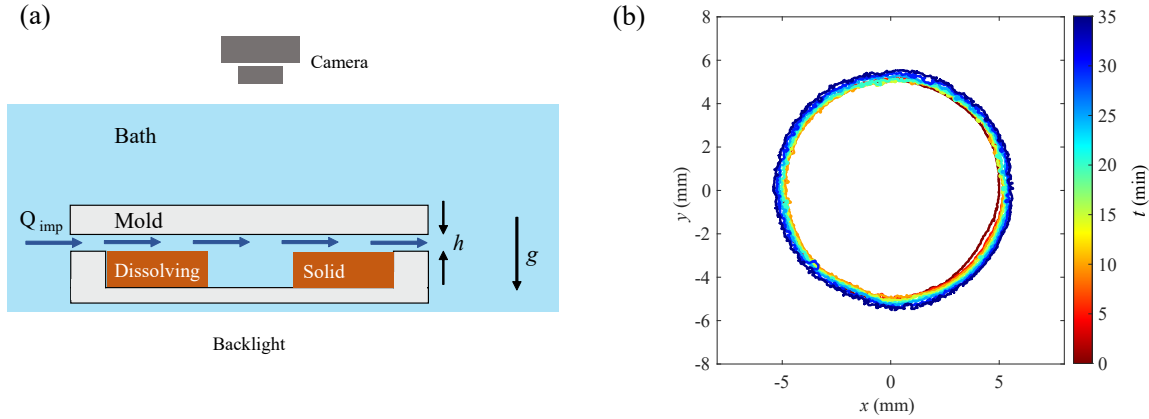 (a)
Camera
Bath
Q imp
Mold
h
g
Dissolving
Solid
Backlight
(b)
8
6
4
2
0
-2
-4
-6
-8
y (mm)
-5
0
5
x (mm)
35
30
25
20
15
10
5
0
t (min)